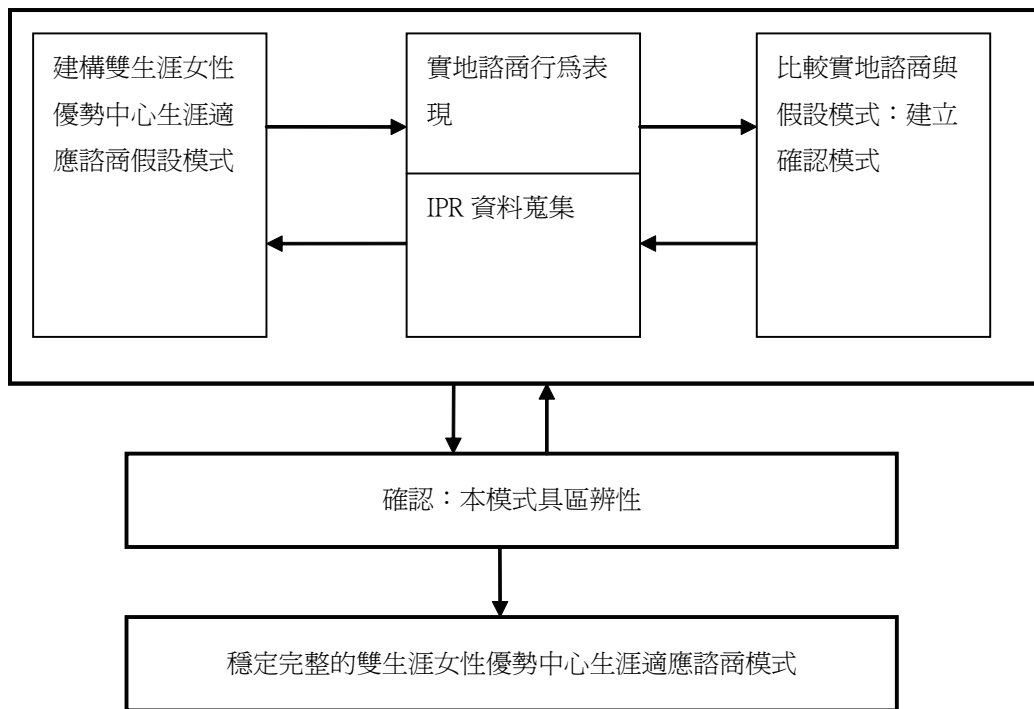 建構雙生涯女性
優勢中心生涯適
應諮商假設模式
實地諮商行為表
現
IPR 資料蒐集
比較實地諮商與
假設模式：建立
確認模式
確認：本模式具區辨性
穩定完整的雙生涯女性優勢中心生涯適應諮商模式